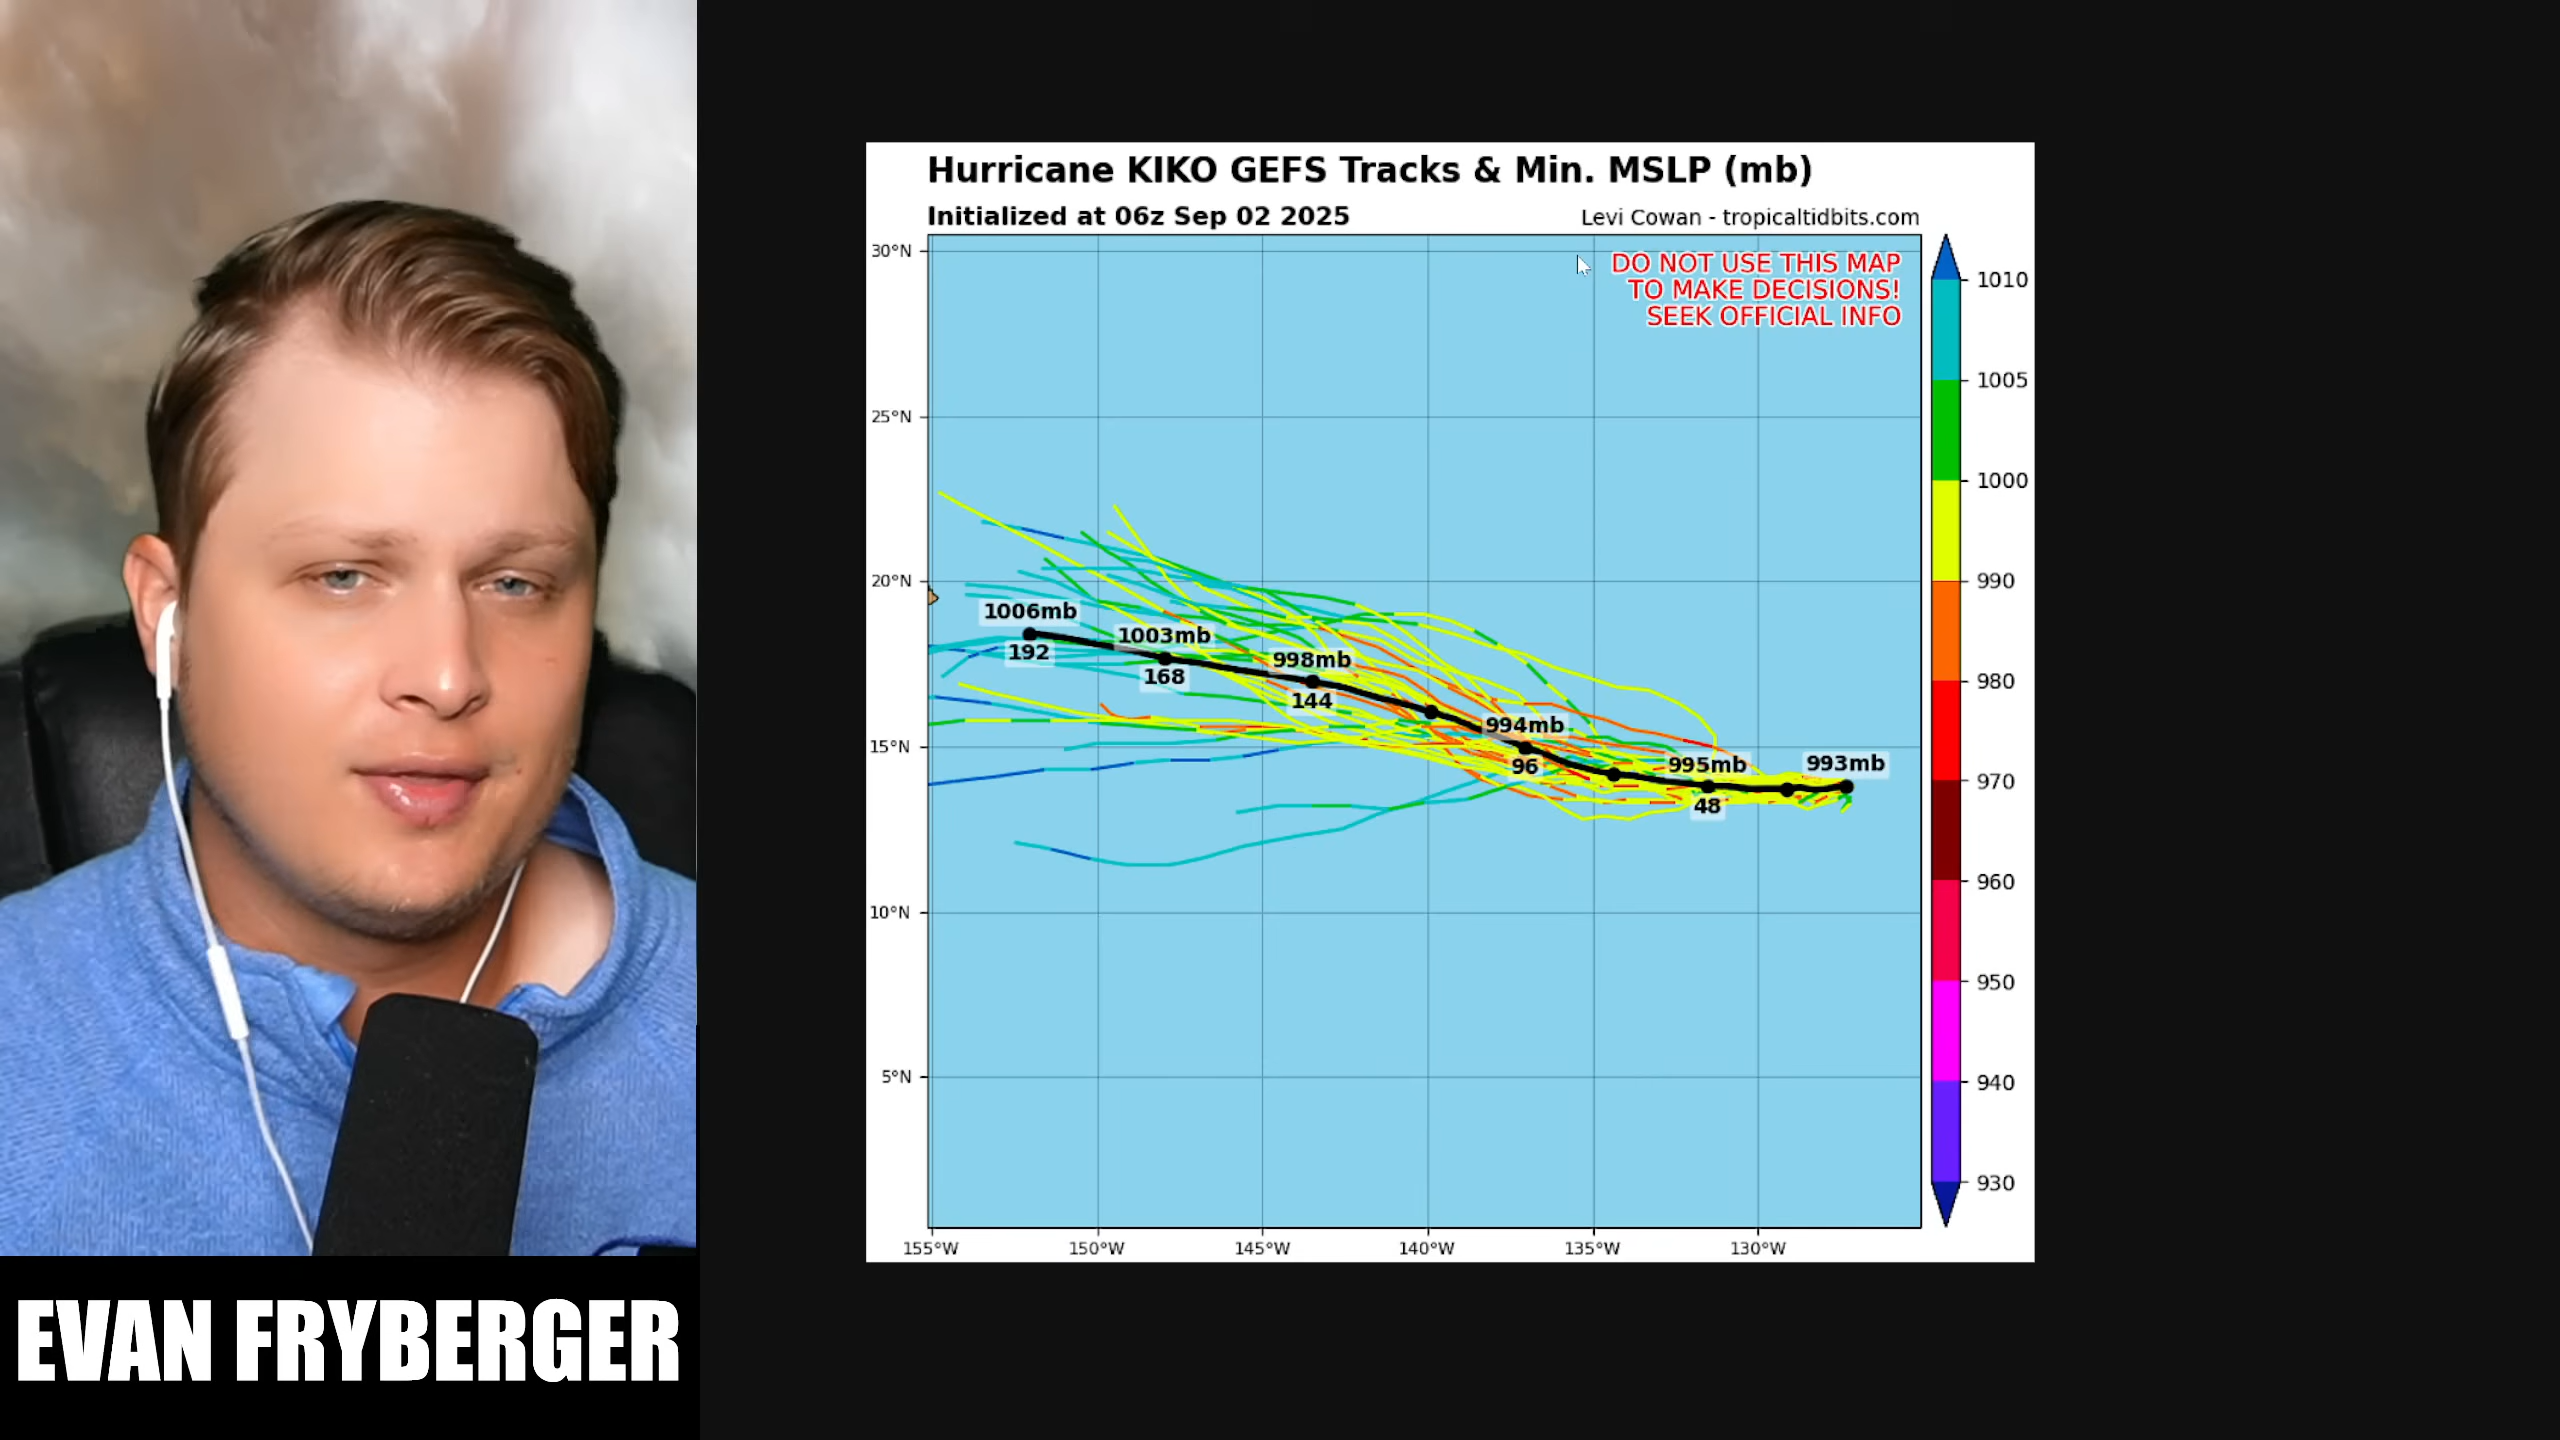 Hurricane KIKO GEFS Tracks & Min. MSLP (mb)
Initialized at 06z Sep 02 2025
Levi Cowan - tropicaltidbits.com
DO NOT USE THIS MAP
TO MAKE DECISIONS!
SEEK OFFICIAL INFO
30°N
25°N
20°N
15°N
10°N
5°N
155°W
150°W
145°W
140°W
135°W
130°W
1006mb
192
1003mb
168
998mb
144
994mb
96
995mb
48
993mb
1010
1005
1000
990
980
970
960
950
940
930
EVAN FRYBERGER